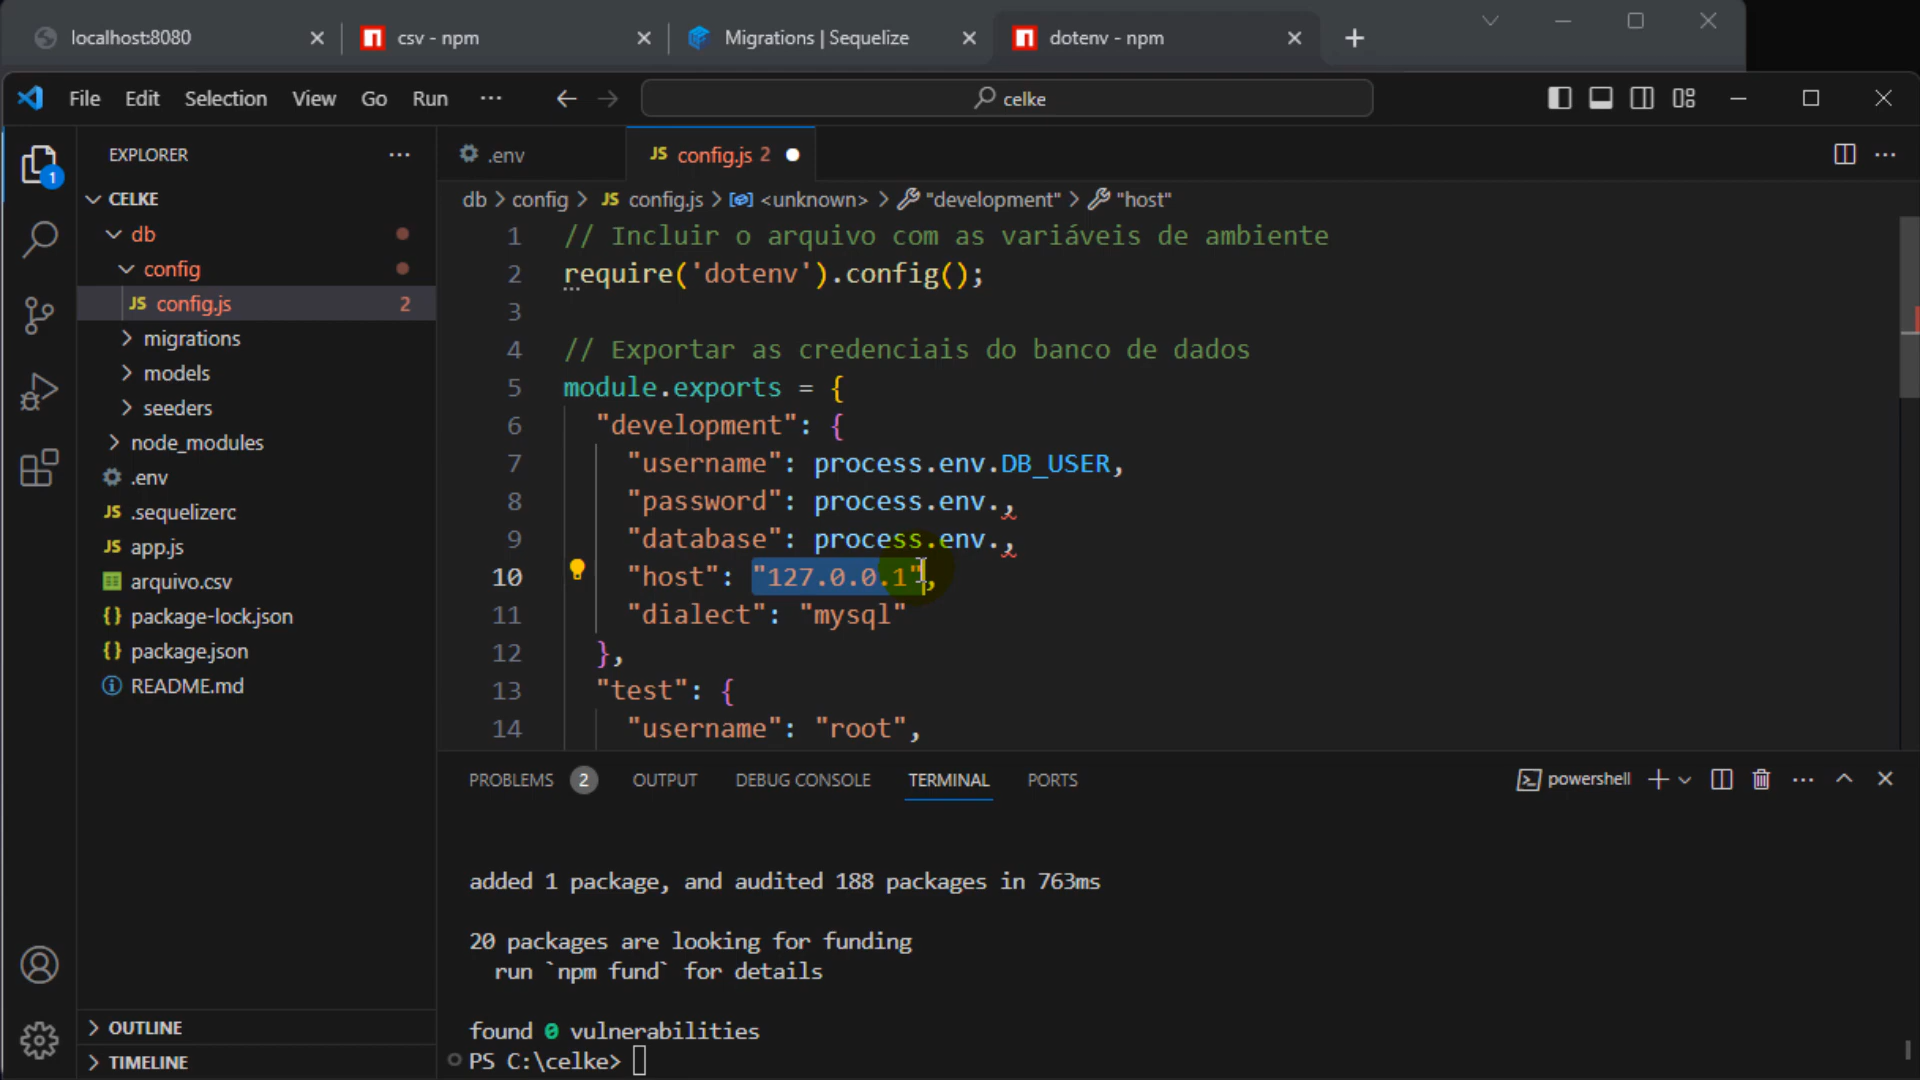 localhost:8080
csv - npm
Migrations | Sequelize
dotenv - npm
File Edit Selection View Go Run ···
celke
EXPLORER
.env
JS config.js 2
CELKE
db > config > JS config.js > <unknown> > "development" > "host"
db
config
JS config.js 2
migrations
models
seeders
node_modules
.env
JS .sequelizerc
JS app.js
arquivo.csv
{} package-lock.json
{} package.json
README.md
OUTLINE
TIMELINE
1
1 // Incluir o arquivo com as variáveis de ambiente
2 require('dotenv').config();
3
4 // Exportar as credenciais do banco de dados
5 module.exports = {
6 "development": {
7 "username": process.env.DB_USER,
8 "password": process.env.,
9 "database": process.env.,
10 "host": "127.0.0.1",
11 "dialect": "mysql"
12 },
13 "test": {
14 "username": "root",
PROBLEMS 2 OUTPUT DEBUG CONSOLE TERMINAL PORTS
powershell
added 1 package, and audited 188 packages in 763ms
20 packages are looking for funding
run `npm fund` for details
found 0 vulnerabilities
PS C:\celke>